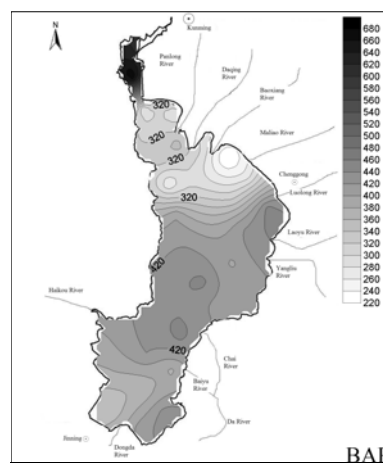 N
Kunming
Panlong
River
Daqing
River
Baoxiang
River
Maliao River
Chenggong
Luolong River
Laoyu River
Yangliu
River
Haikou River
Chai
River
Baiyu
River
Da River
Jinning
Dongda
River
320
320
320
320
420
420
680
660
640
620
600
580
560
540
520
500
480
460
440
420
400
380
360
340
320
300
280
260
240
220
BAP